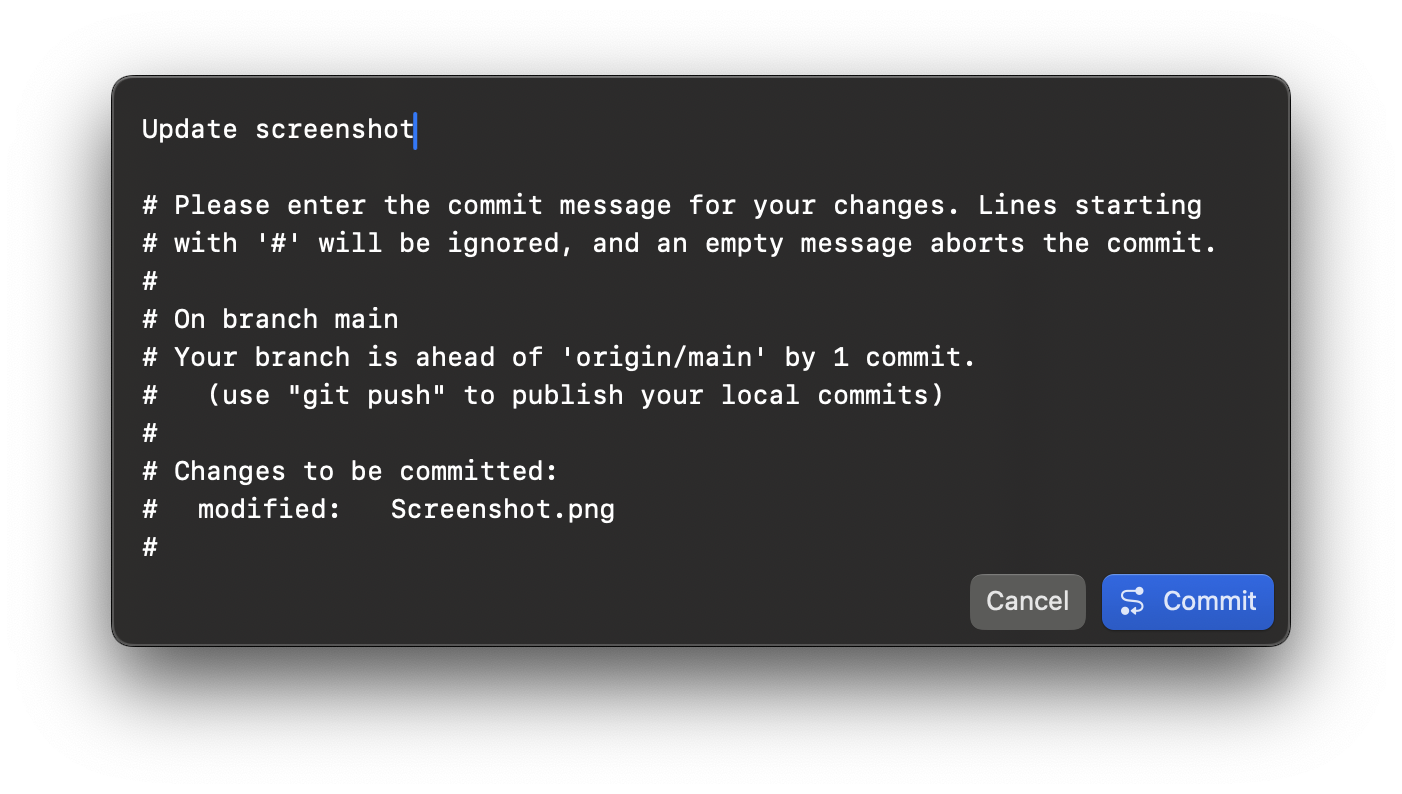 Update screenshot
# Please enter the commit message for your changes. Lines starting
# with '#' will be ignored, and an empty message aborts the commit.
#
# On branch main
# Your branch is ahead of 'origin/main' by 1 commit.
#   (use "git push" to publish your local commits)
#
# Changes to be committed:
#	modified:   Screenshot.png
#
Cancel
Commit